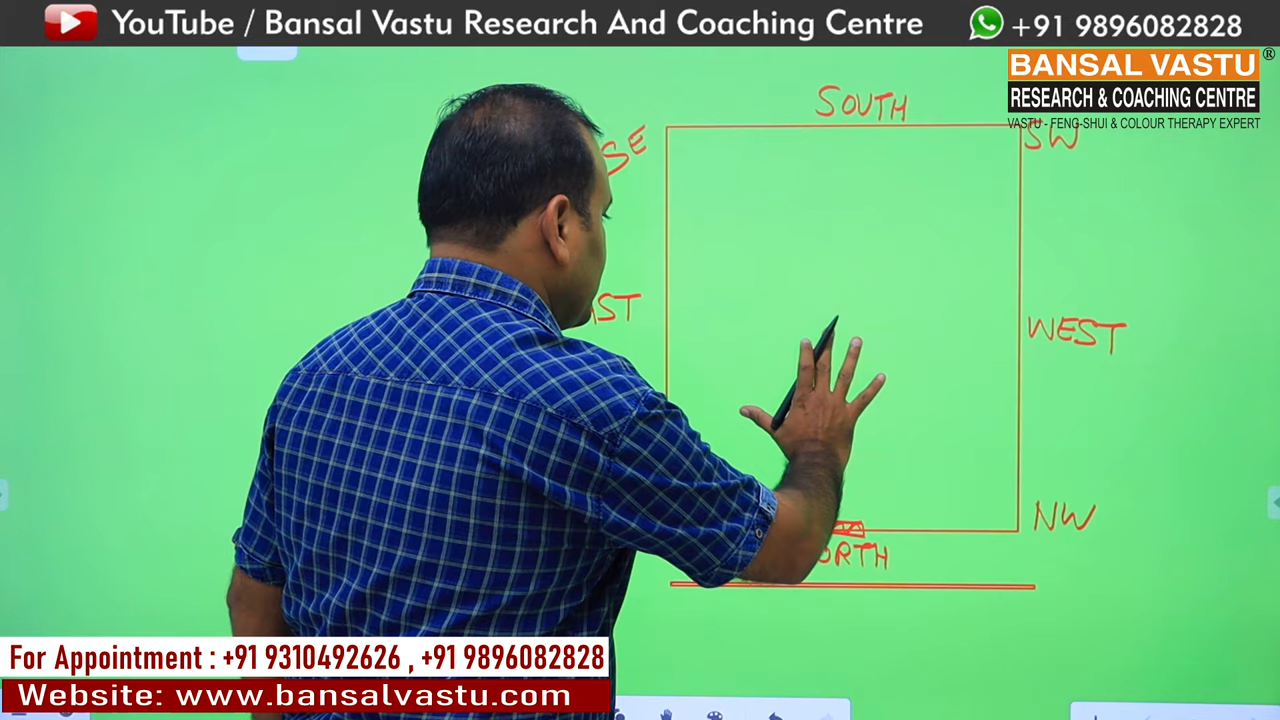 YouTube / Bansal Vastu Research And Coaching Centre
+91 9896082828
BANSAL VASTU®
RESEARCH & COACHING CENTRE
VASTU - FENG-SHUI & COLOUR THERAPY EXPERT
SOUTH
SE
SW
WEST
NW
For Appointment : +91 9310492626 , +91 9896082828
Website: www.bansalvastu.com